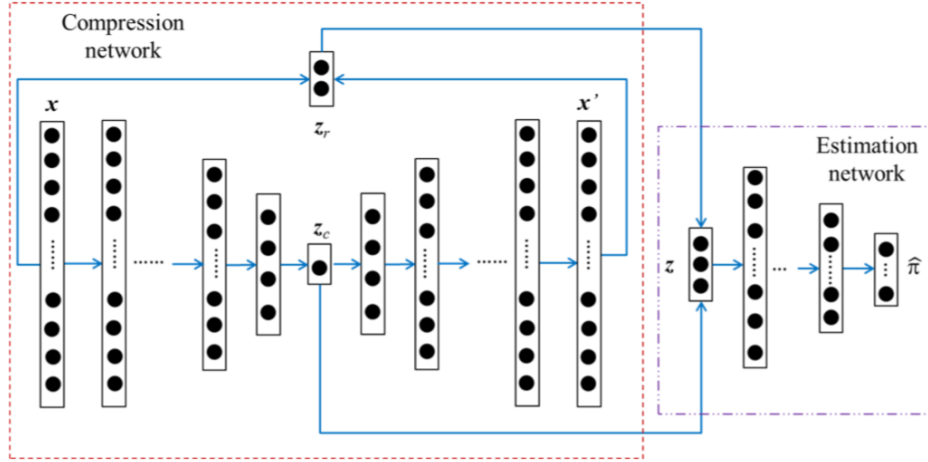 Compression
network
x
z_r
x'
z_c
Estimation
network
z
π̂